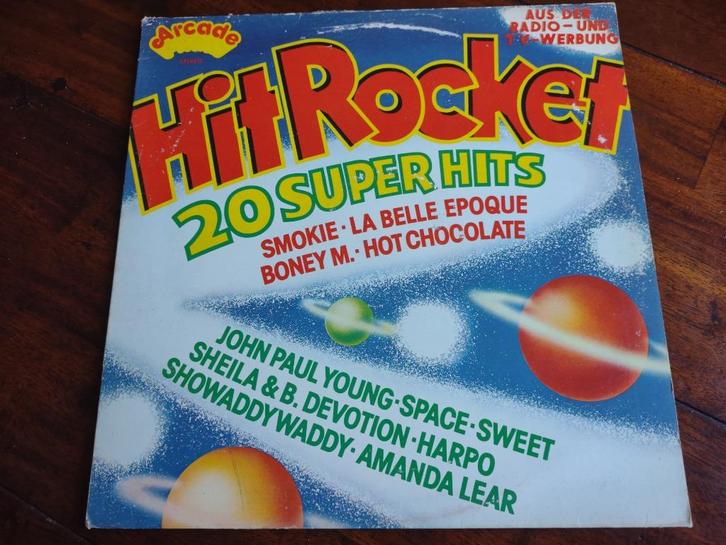 Arcade
STEREO
AUS DER
RADIO-UND
TV-WERBUNG
Hit Rocket
20 SUPER HITS
SMOKIE · LA BELLE EPOQUE
BONEY M. · HOT CHOCOLATE
JOHN PAUL YOUNG · SPACE · SWEET
SHEILA & B. DEVOTION · HARPO
SHOWADDYWADDY · AMANDA LEAR